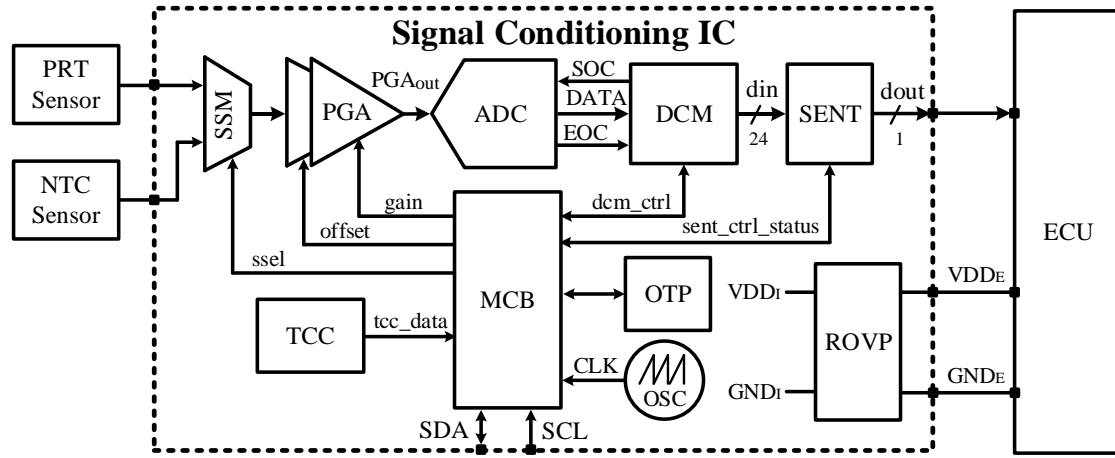 Signal Conditioning IC
PRT
Sensor
NTC
Sensor
SSM
PGA
PGAout
ADC
SOC
DATA
EOC
DCM
din
24
SENT
dout
1
ECU
gain
offset
ssel
dcm_ctrl
sent_ctrl_status
MCB
TCC
tcc_data
OTP
CLK
OSC
VDDI
GNDI
ROVP
VDDE
GNDE
SDA
SCL